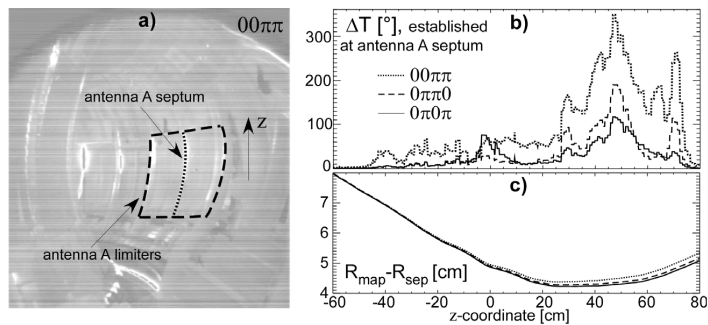 a)
00ππ
antenna A septum
z
antenna A limiters
ΔT [°], established
at antenna A septum
b)
00ππ
0ππ0
0π0π
300
200
100
0
c)
7
6
5
4
R_map-R_sep [cm]
-60 -40 -20 0 20 40 60 80
z-coordinate [cm]